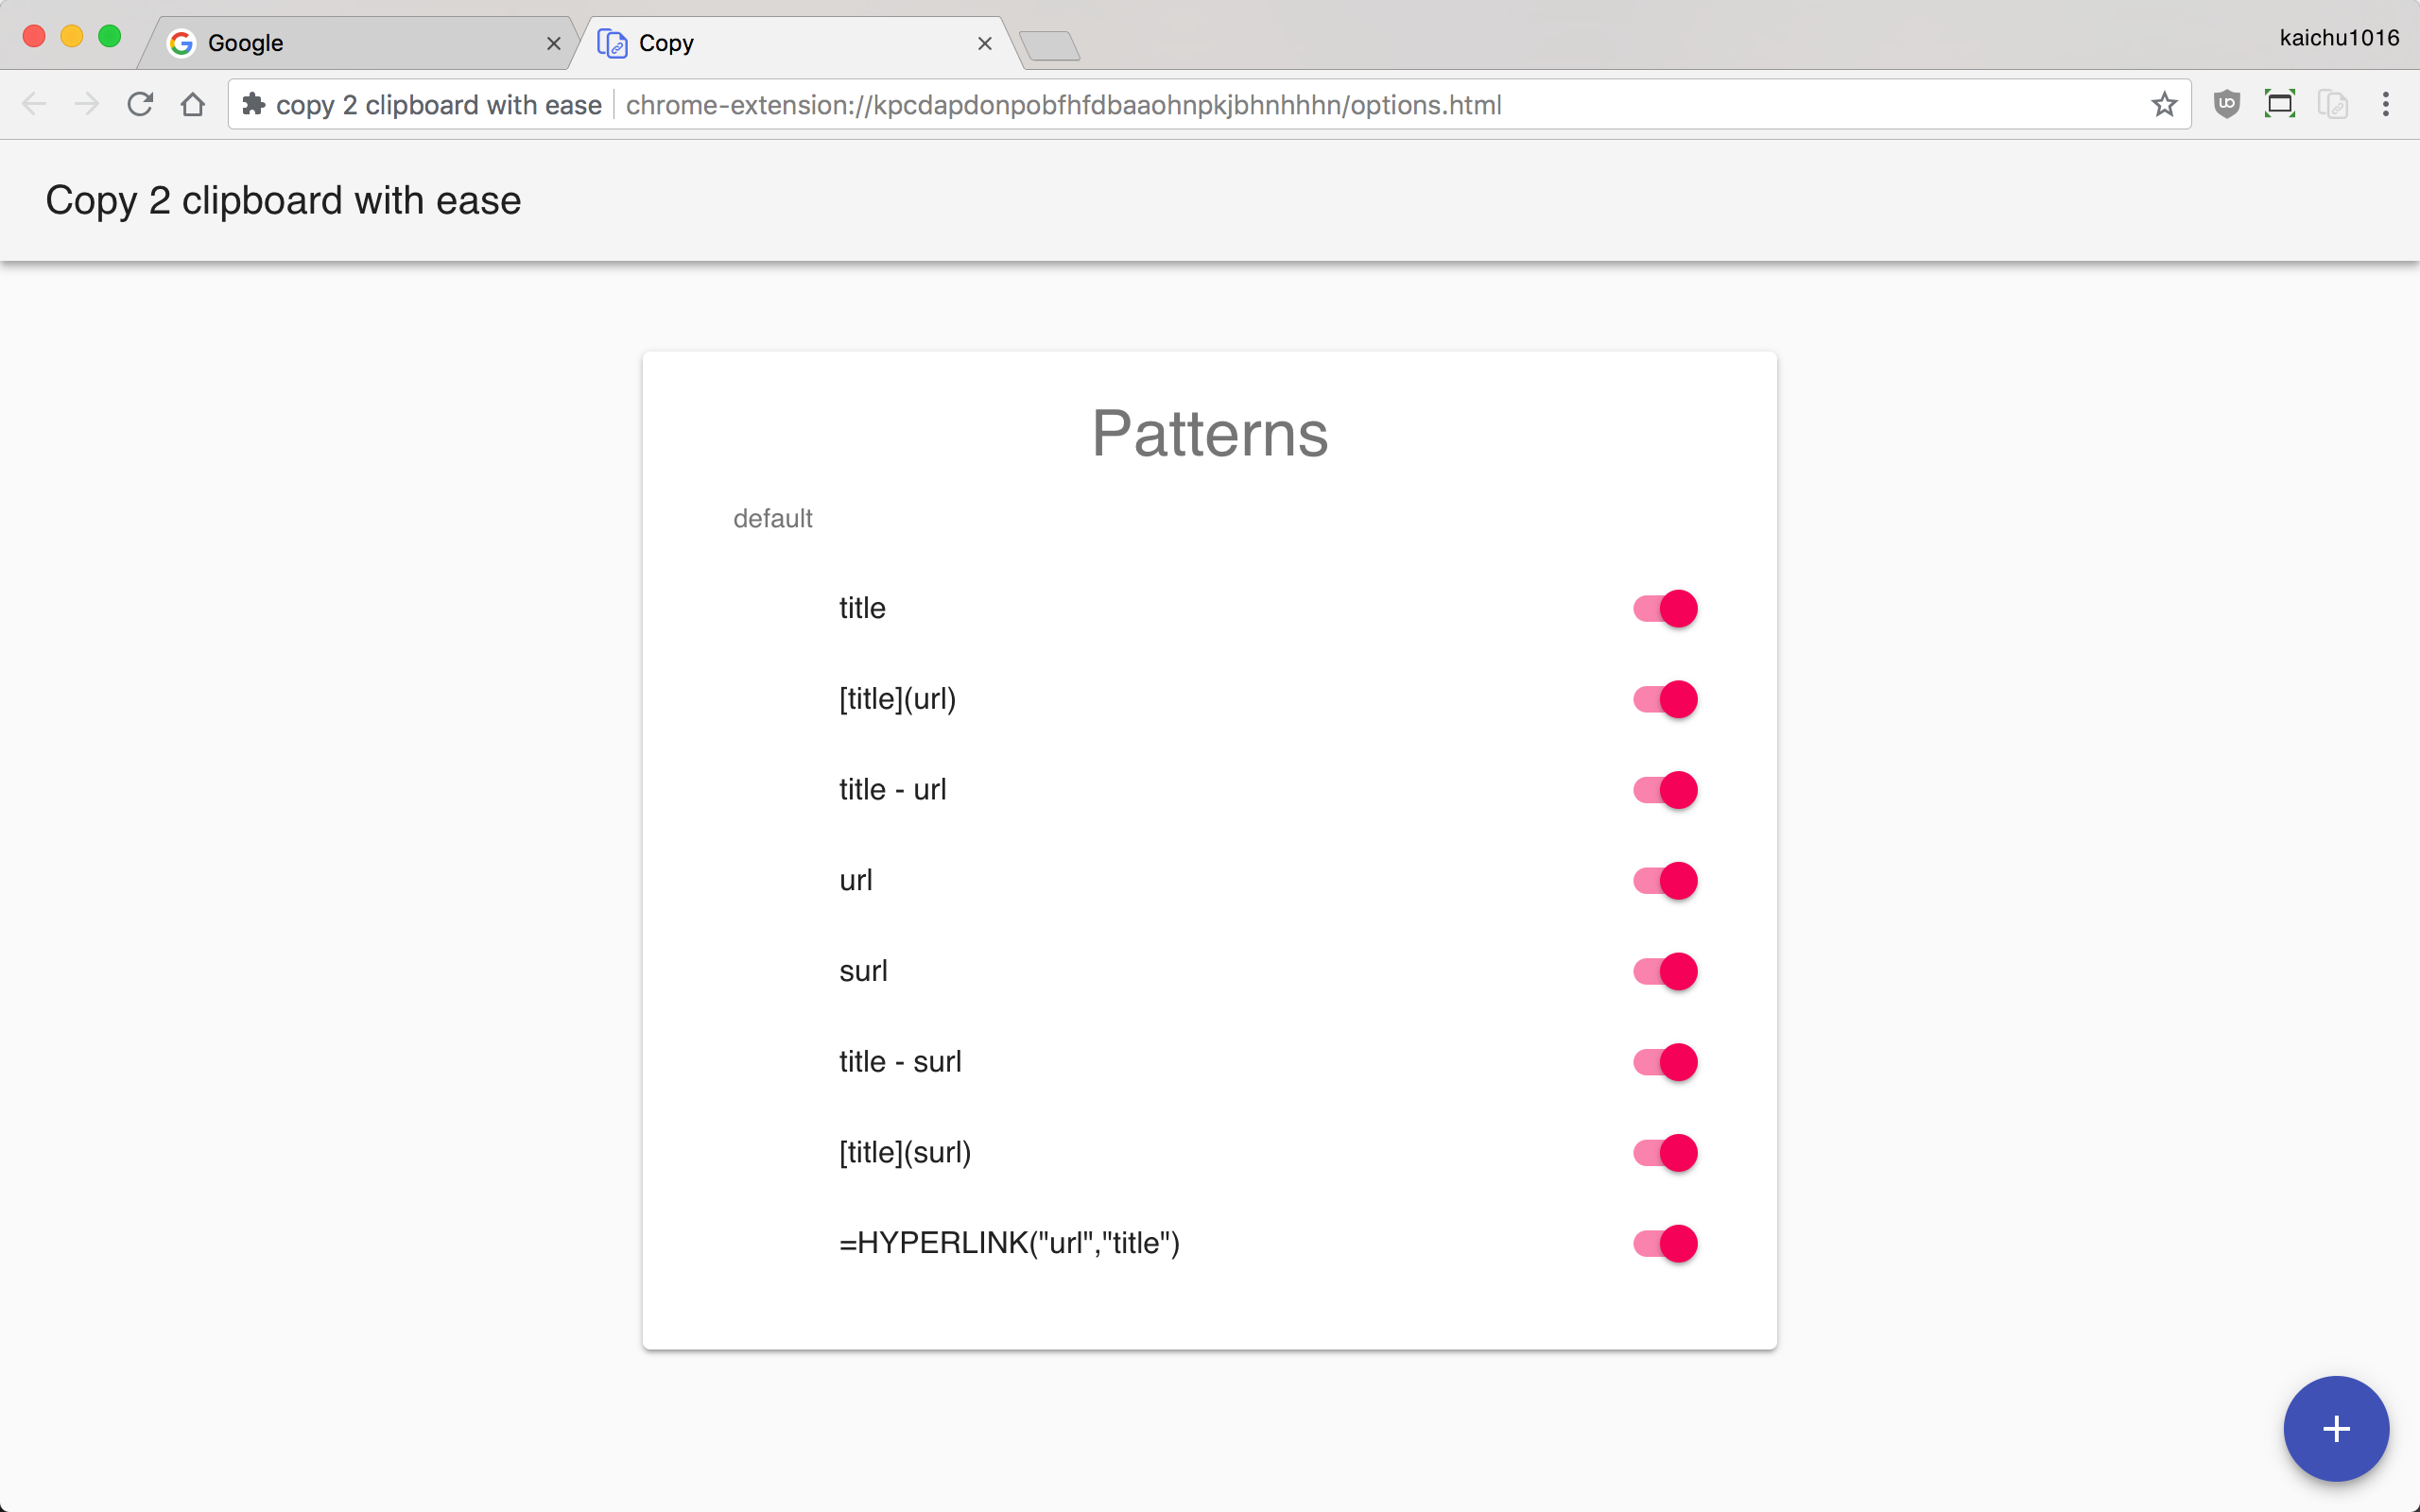 Google
Copy
kaichu1016
copy 2 clipboard with ease chrome-extension://kpcdapdonpobfhfdbaaohnpkjbhnhhhn/options.html
Copy 2 clipboard with ease
Patterns
default
title
[title](url)
title - url
url
surl
title - surl
[title](surl)
=HYPERLINK("url","title")